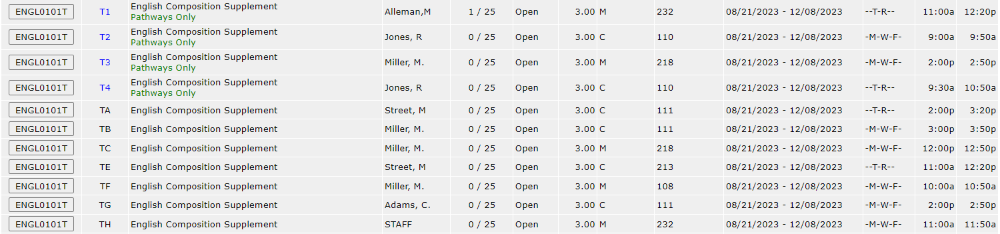 ENGL0101T T1 English Composition Supplement Alleman,M 1 / 25 Open 3.00 M 232 08/21/2023 - 12/08/2023 --T-R-- 11:00a 12:20p
Pathways Only
ENGL0101T T2 English Composition Supplement Jones, R 0 / 25 Open 3.00 C 110 08/21/2023 - 12/08/2023 -M-W-F- 9:00a 9:50a
Pathways Only
ENGL0101T T3 English Composition Supplement Miller, M. 0 / 25 Open 3.00 M 218 08/21/2023 - 12/08/2023 -M-W-F- 2:00p 2:50p
Pathways Only
ENGL0101T T4 English Composition Supplement Jones, R 0 / 25 Open 3.00 C 110 08/21/2023 - 12/08/2023 --T-R-- 9:30a 10:50a
Pathways Only
ENGL0101T TA English Composition Supplement Street, M 0 / 25 Open 3.00 C 111 08/21/2023 - 12/08/2023 --T-R-- 2:00p 3:20p
ENGL0101T TB English Composition Supplement Miller, M. 0 / 25 Open 3.00 C 111 08/21/2023 - 12/08/2023 -M-W-F- 3:00p 3:50p
ENGL0101T TC English Composition Supplement Miller, M. 0 / 25 Open 3.00 M 218 08/21/2023 - 12/08/2023 -M-W-F- 12:00p 12:50p
ENGL0101T TE English Composition Supplement Street, M 0 / 25 Open 3.00 C 213 08/21/2023 - 12/08/2023 --T-R-- 11:00a 12:20p
ENGL0101T TF English Composition Supplement Miller, M. 0 / 25 Open 3.00 M 108 08/21/2023 - 12/08/2023 -M-W-F- 10:00a 10:50a
ENGL0101T TG English Composition Supplement Adams, C. 0 / 25 Open 3.00 C 111 08/21/2023 - 12/08/2023 -M-W-F- 2:00p 2:50p
ENGL0101T TH English Composition Supplement STAFF 0 / 25 Open 3.00 M 232 08/21/2023 - 12/08/2023 -M-W-F- 11:00a 11:50a